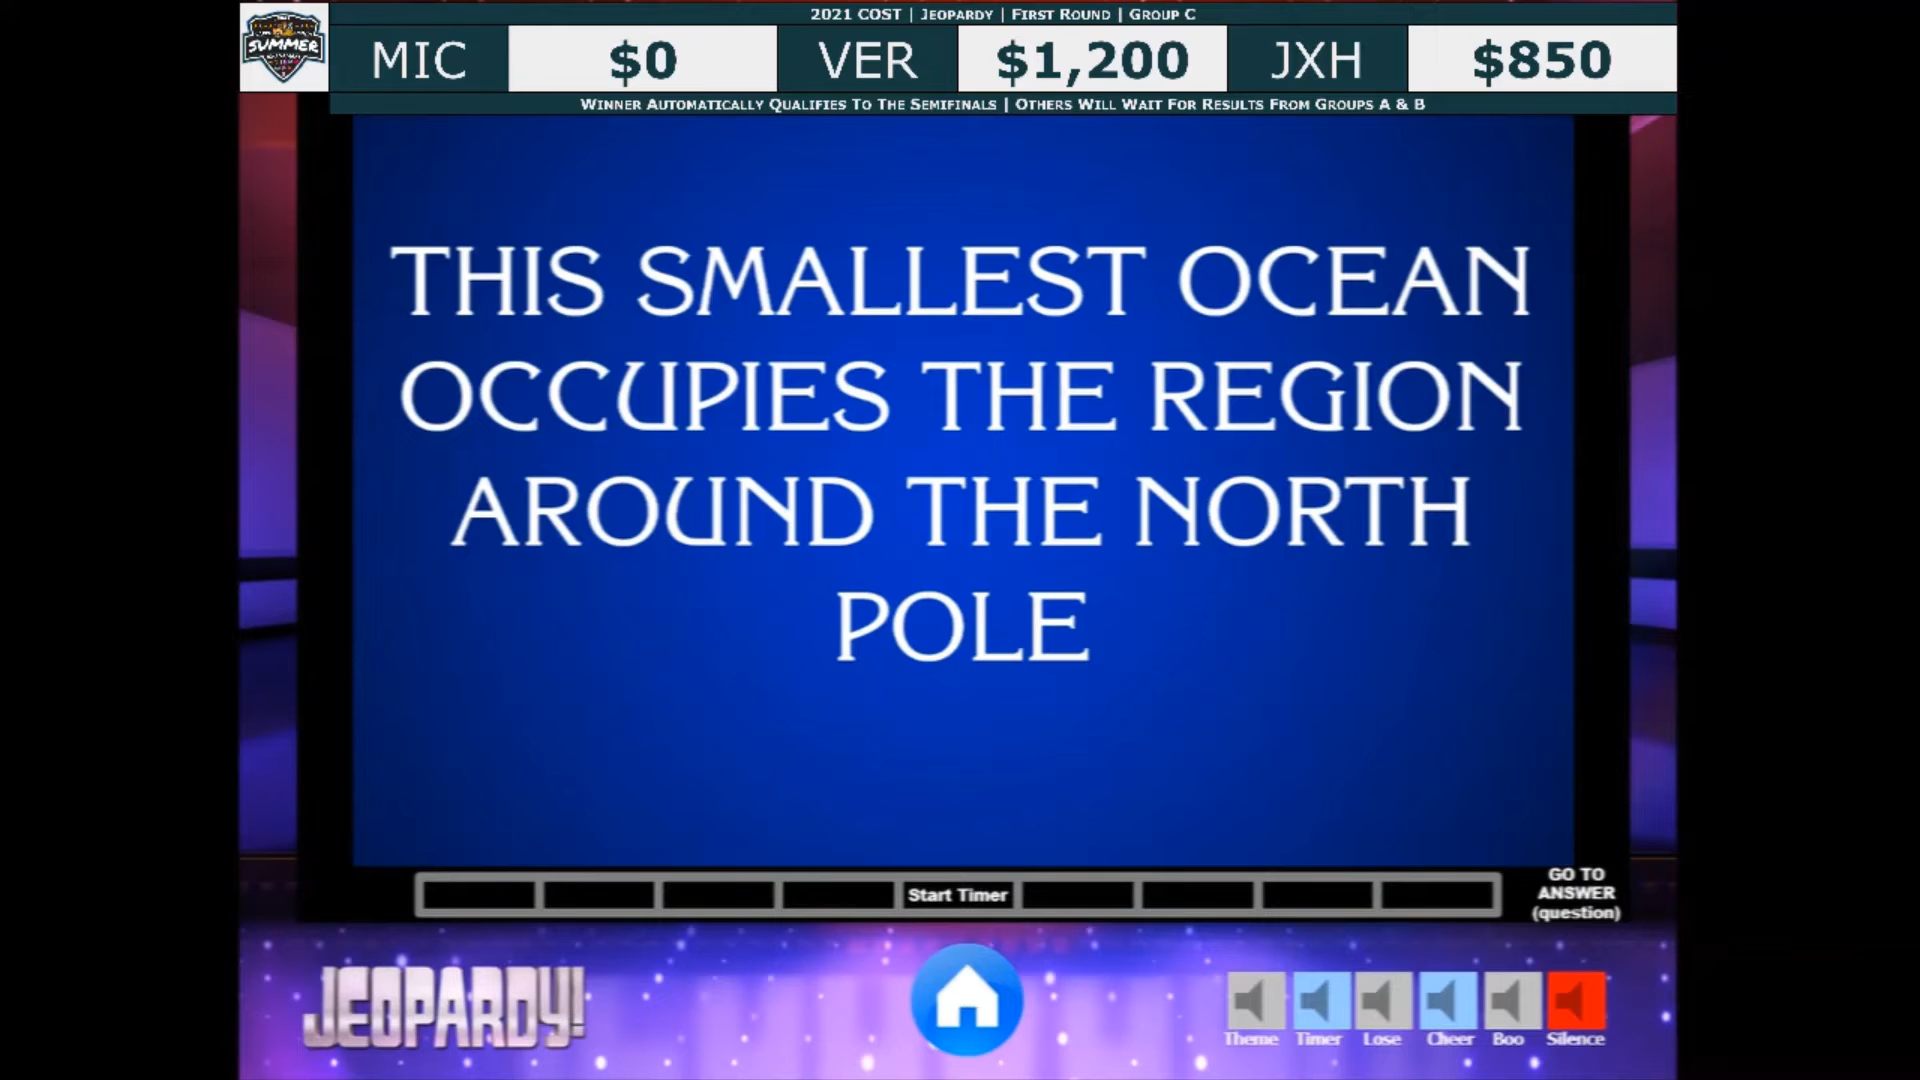 2021 COST | JEOPARDY | FIRST ROUND | GROUP C
SUMMER
MIC $0 VER $1,200 JXH $850
WINNER AUTOMATICALLY QUALIFIES TO THE SEMIFINALS | OTHERS WILL WAIT FOR RESULTS FROM GROUPS A & B
THIS SMALLEST OCEAN
OCCUPIES THE REGION
AROUND THE NORTH
POLE
Start Timer
GO TO
ANSWER
(question)
JEOPARDY!
Theme Timer Lose Cheer Boo Silence